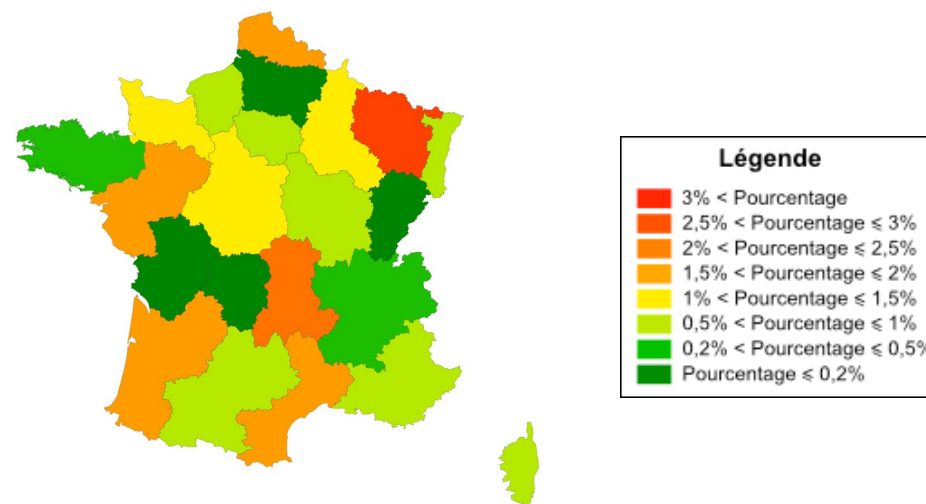 Légende
3% < Pourcentage
2,5% < Pourcentage ⩽ 3%
2% < Pourcentage ⩽ 2,5%
1,5% < Pourcentage ⩽ 2%
1% < Pourcentage ⩽ 1,5%
0,5% < Pourcentage ⩽ 1%
0,2% < Pourcentage ⩽ 0,5%
Pourcentage ⩽ 0,2%